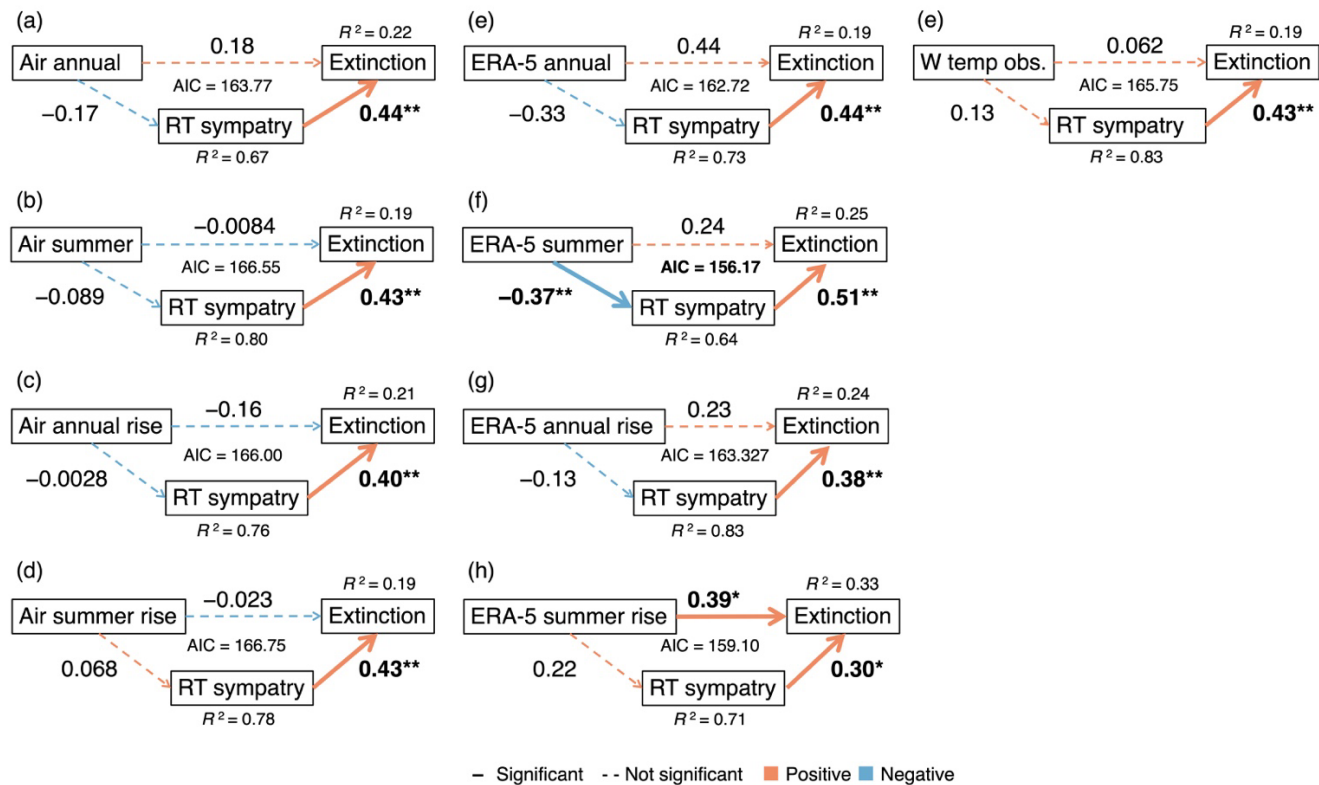 (a)
R² = 0.22
0.18
Air annual
Extinction
AIC = 163.77
−0.17
RT sympatry
0.44**
R² = 0.67
(e)
R² = 0.19
0.44
ERA-5 annual
Extinction
AIC = 162.72
−0.33
RT sympatry
0.44**
R² = 0.73
(e)
R² = 0.19
0.062
W temp obs.
Extinction
AIC = 165.75
0.13
RT sympatry
0.43**
R² = 0.83
(b)
R² = 0.19
−0.0084
Air summer
Extinction
AIC = 166.55
−0.089
RT sympatry
0.43**
R² = 0.80
(f)
R² = 0.25
0.24
ERA-5 summer
Extinction
AIC = 156.17
−0.37**
RT sympatry
0.51**
R² = 0.64
(c)
R² = 0.21
−0.16
Air annual rise
Extinction
AIC = 166.00
−0.0028
RT sympatry
0.40**
R² = 0.76
(g)
R² = 0.24
0.23
ERA-5 annual rise
Extinction
AIC = 163.327
−0.13
RT sympatry
0.38**
R² = 0.83
(d)
R² = 0.19
−0.023
Air summer rise
Extinction
AIC = 166.75
0.068
RT sympatry
0.43**
R² = 0.78
(h)
R² = 0.33
0.39*
ERA-5 summer rise
Extinction
AIC = 159.10
0.22
RT sympatry
0.30*
R² = 0.71
Significant Not significant Positive Negative